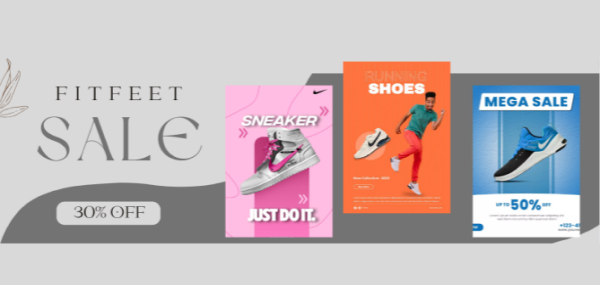 FITFEET
SALE
30% OFF
SNEAKER
JUST DO IT.
RUNNING
SHOES
MEGA SALE
UP TO 50% OFF